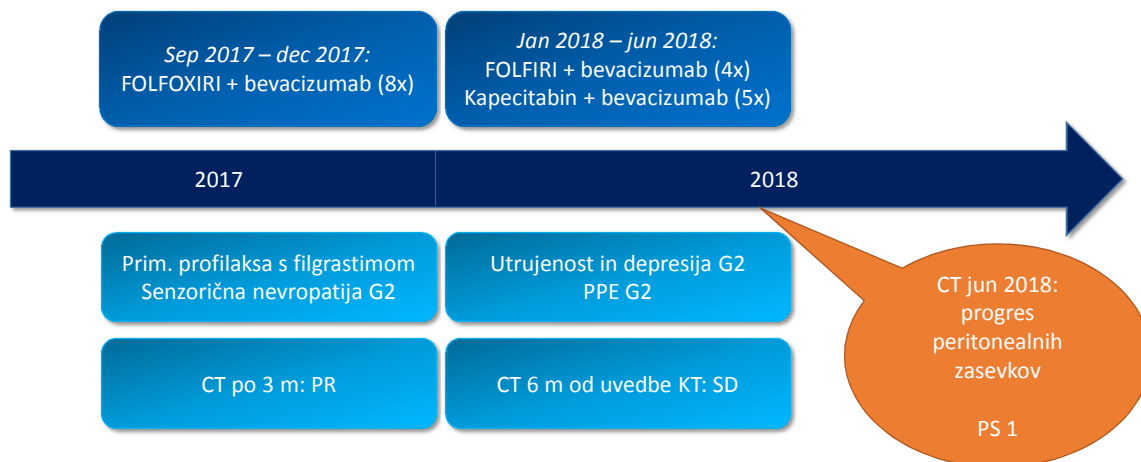 Sep 2017 – dec 2017:
FOLFOXIRI + bevacizumab (8x)
Jan 2018 – jun 2018:
FOLFIRI + bevacizumab (4x)
Kapecitabin + bevacizumab (5x)
2017
2018
Prim. profilaksa s filgrastimom
Senzorična nevropatija G2
Utrujenost in depresija G2
PPE G2
CT po 3 m: PR
CT 6 m od uvedbe KT: SD
CT jun 2018:
progres
peritonealnih
zasevkov
PS 1